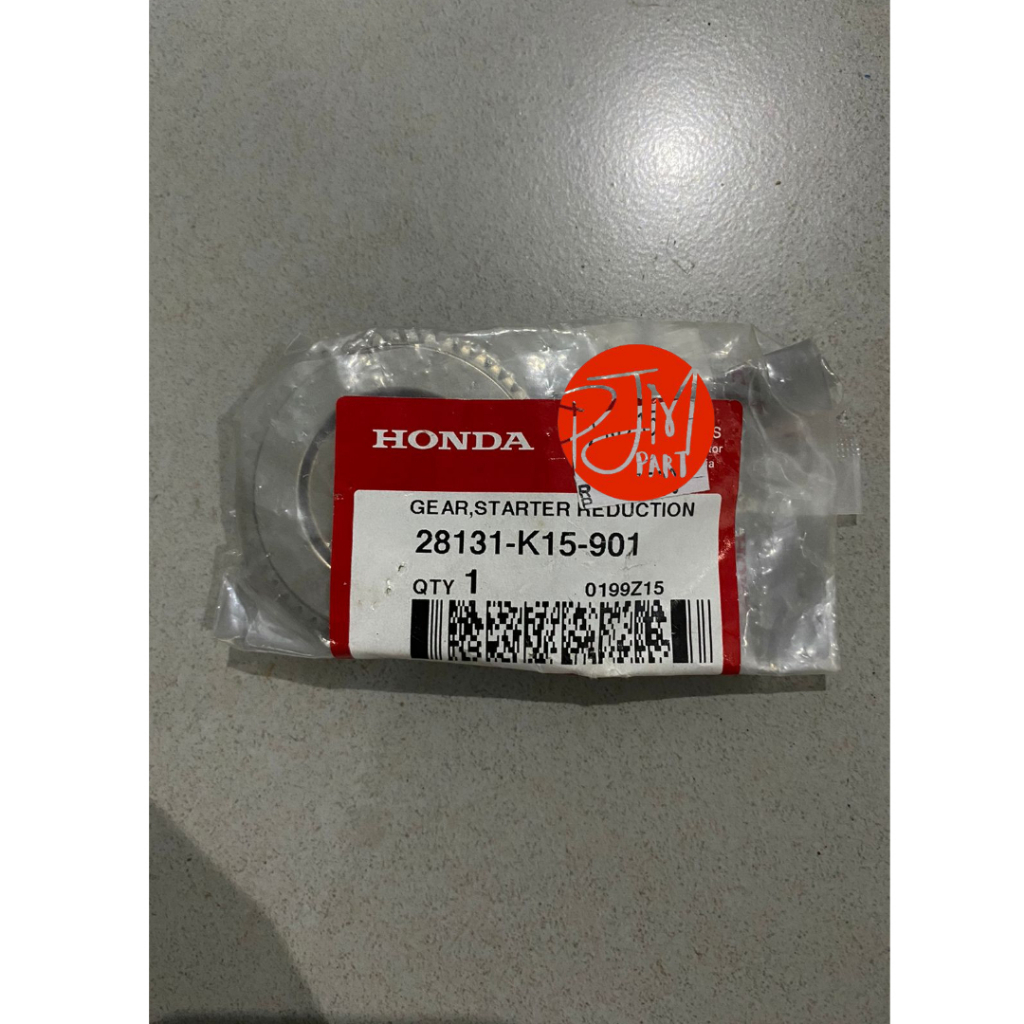 HONDA
PJM
PART
GEAR,STARTER REDUCTION
28131-K15-901
QTY 1
0199Z15